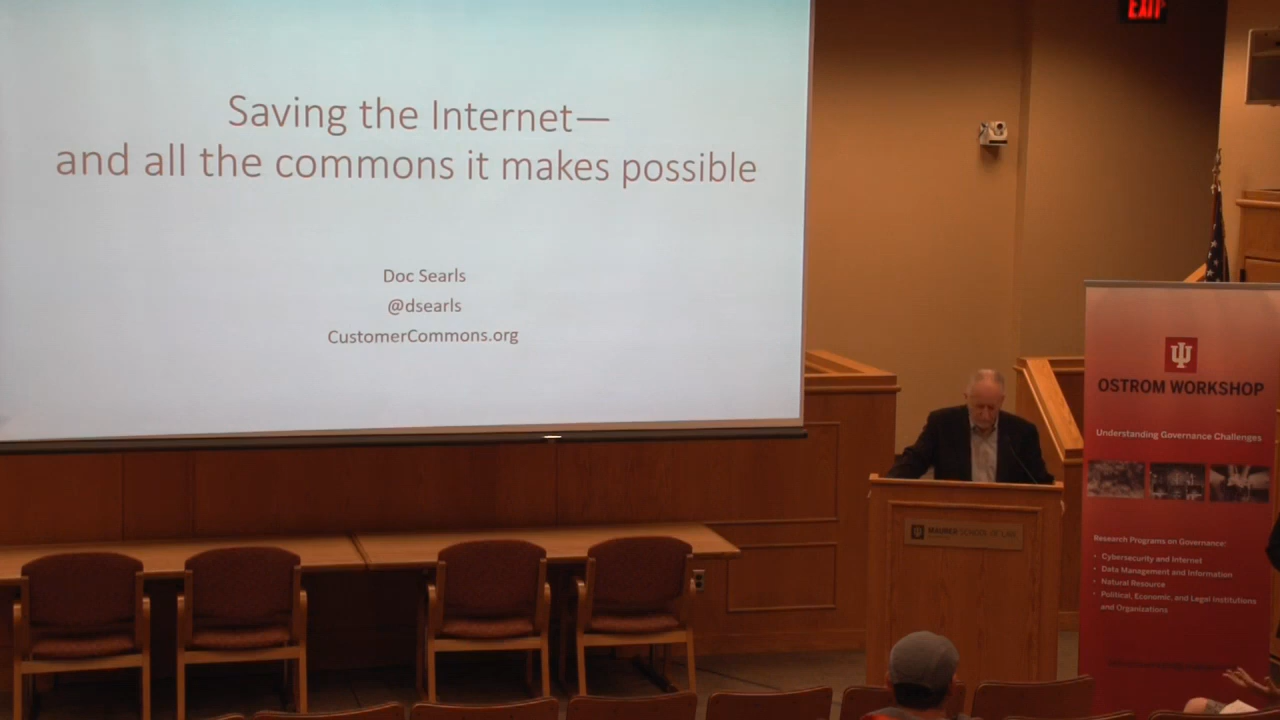 EXIT
Saving the Internet—
and all the commons it makes possible
Doc Searls
@dsearls
CustomerCommons.org
OSTROM WORKSHOP
Understanding Governance Challenges
MAURER SCHOOL OF LAW
Research Programs on Governance:
• Cybersecurity and Internet
• Data Management and Information
• Natural Resource
• Political, Economic, and Legal Institutions
and Organizations